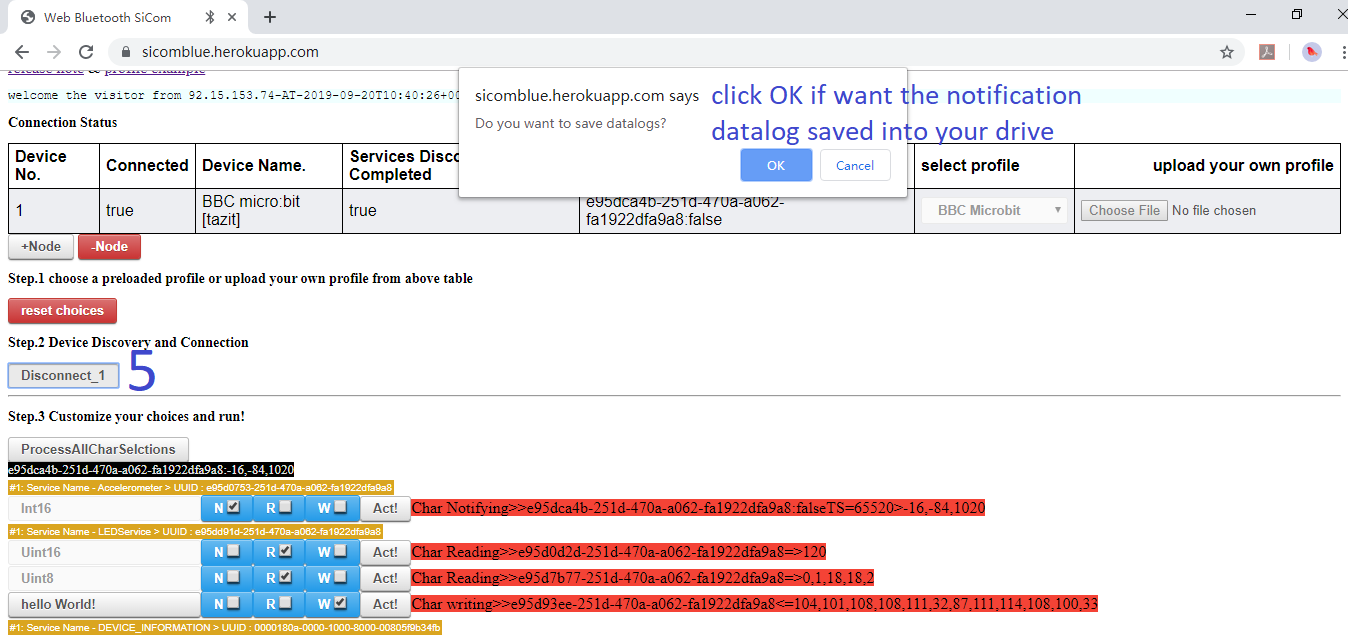 Web Bluetooth SiCom
sicomblue.herokuapp.com
release note & profile example
welcome the visitor from 92.15.153.74-AT-2019-09-20T10:40:26+00
sicomblue.herokuapp.com says
Do you want to save datalogs?
OK
Cancel
click OK if want the notification
datalog saved into your drive
Connection Status
Device No.
Connected
Device Name.
Services Disco
Completed
select profile
upload your own profile
1
true
BBC micro:bit
[tazit]
true
e95dca4b-251d-470a-a062-
fa1922dfa9a8:false
BBC Microbit
Choose File No file chosen
+Node
-Node
Step.1 choose a preloaded profile or upload your own profile from above table
reset choices
Step.2 Device Discovery and Connection
Disconnect_1
5
Step.3 Customize your choices and run!
ProcessAllCharSelctions
e95dca4b-251d-470a-a062-fa1922dfa9a8:-16,-84,1020
#1: Service Name - Accelerometer > UUID : e95d0753-251d-470a-a062-fa1922dfa9a8
Int16 N R W Act! Char Notifying>>e95dca4b-251d-470a-a062-fa1922dfa9a8:falseTS=65520>-16,-84,1020
#1: Service Name - LEDService > UUID : e95dd91d-251d-470a-a062-fa1922dfa9a8
Uint16 N R W Act! Char Reading>>e95d0d2d-251d-470a-a062-fa1922dfa9a8=>120
Uint8 N R W Act! Char Reading>>e95d7b77-251d-470a-a062-fa1922dfa9a8=>0,1,18,18,2
hello World! N R W Act! Char writing>>e95d93ee-251d-470a-a062-fa1922dfa9a8<=104,101,108,108,111,32,87,111,114,108,100,33
#1: Service Name - DEVICE_INFORMATION > UUID : 0000180a-0000-1000-8000-00805f9b34fb